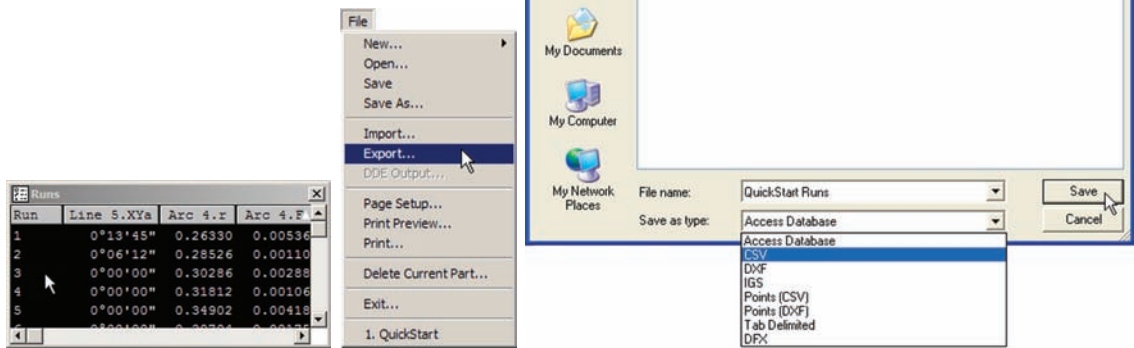 Runs
Run Line 5.XYa Arc 4.r Arc 4.F
1 0°13'45" 0.26330 0.00536
2 0°06'12" 0.28526 0.00110
3 0°00'00" 0.30286 0.00288
4 0°00'00" 0.31812 0.00106
5 0°00'00" 0.34902 0.00418
File
New...
Open...
Save
Save As...
Import...
Export...
DDE Output...
Page Setup...
Print Preview...
Print...
Delete Current Part...
Exit...
1. QuickStart
My Documents
My Computer
My Network
Places
File name: QuickStart Runs Save
Save as type: Access Database Cancel
Access Database
CSV
DXF
IGS
Points (CSV)
Points (DXF)
Tab Delimited
DFX